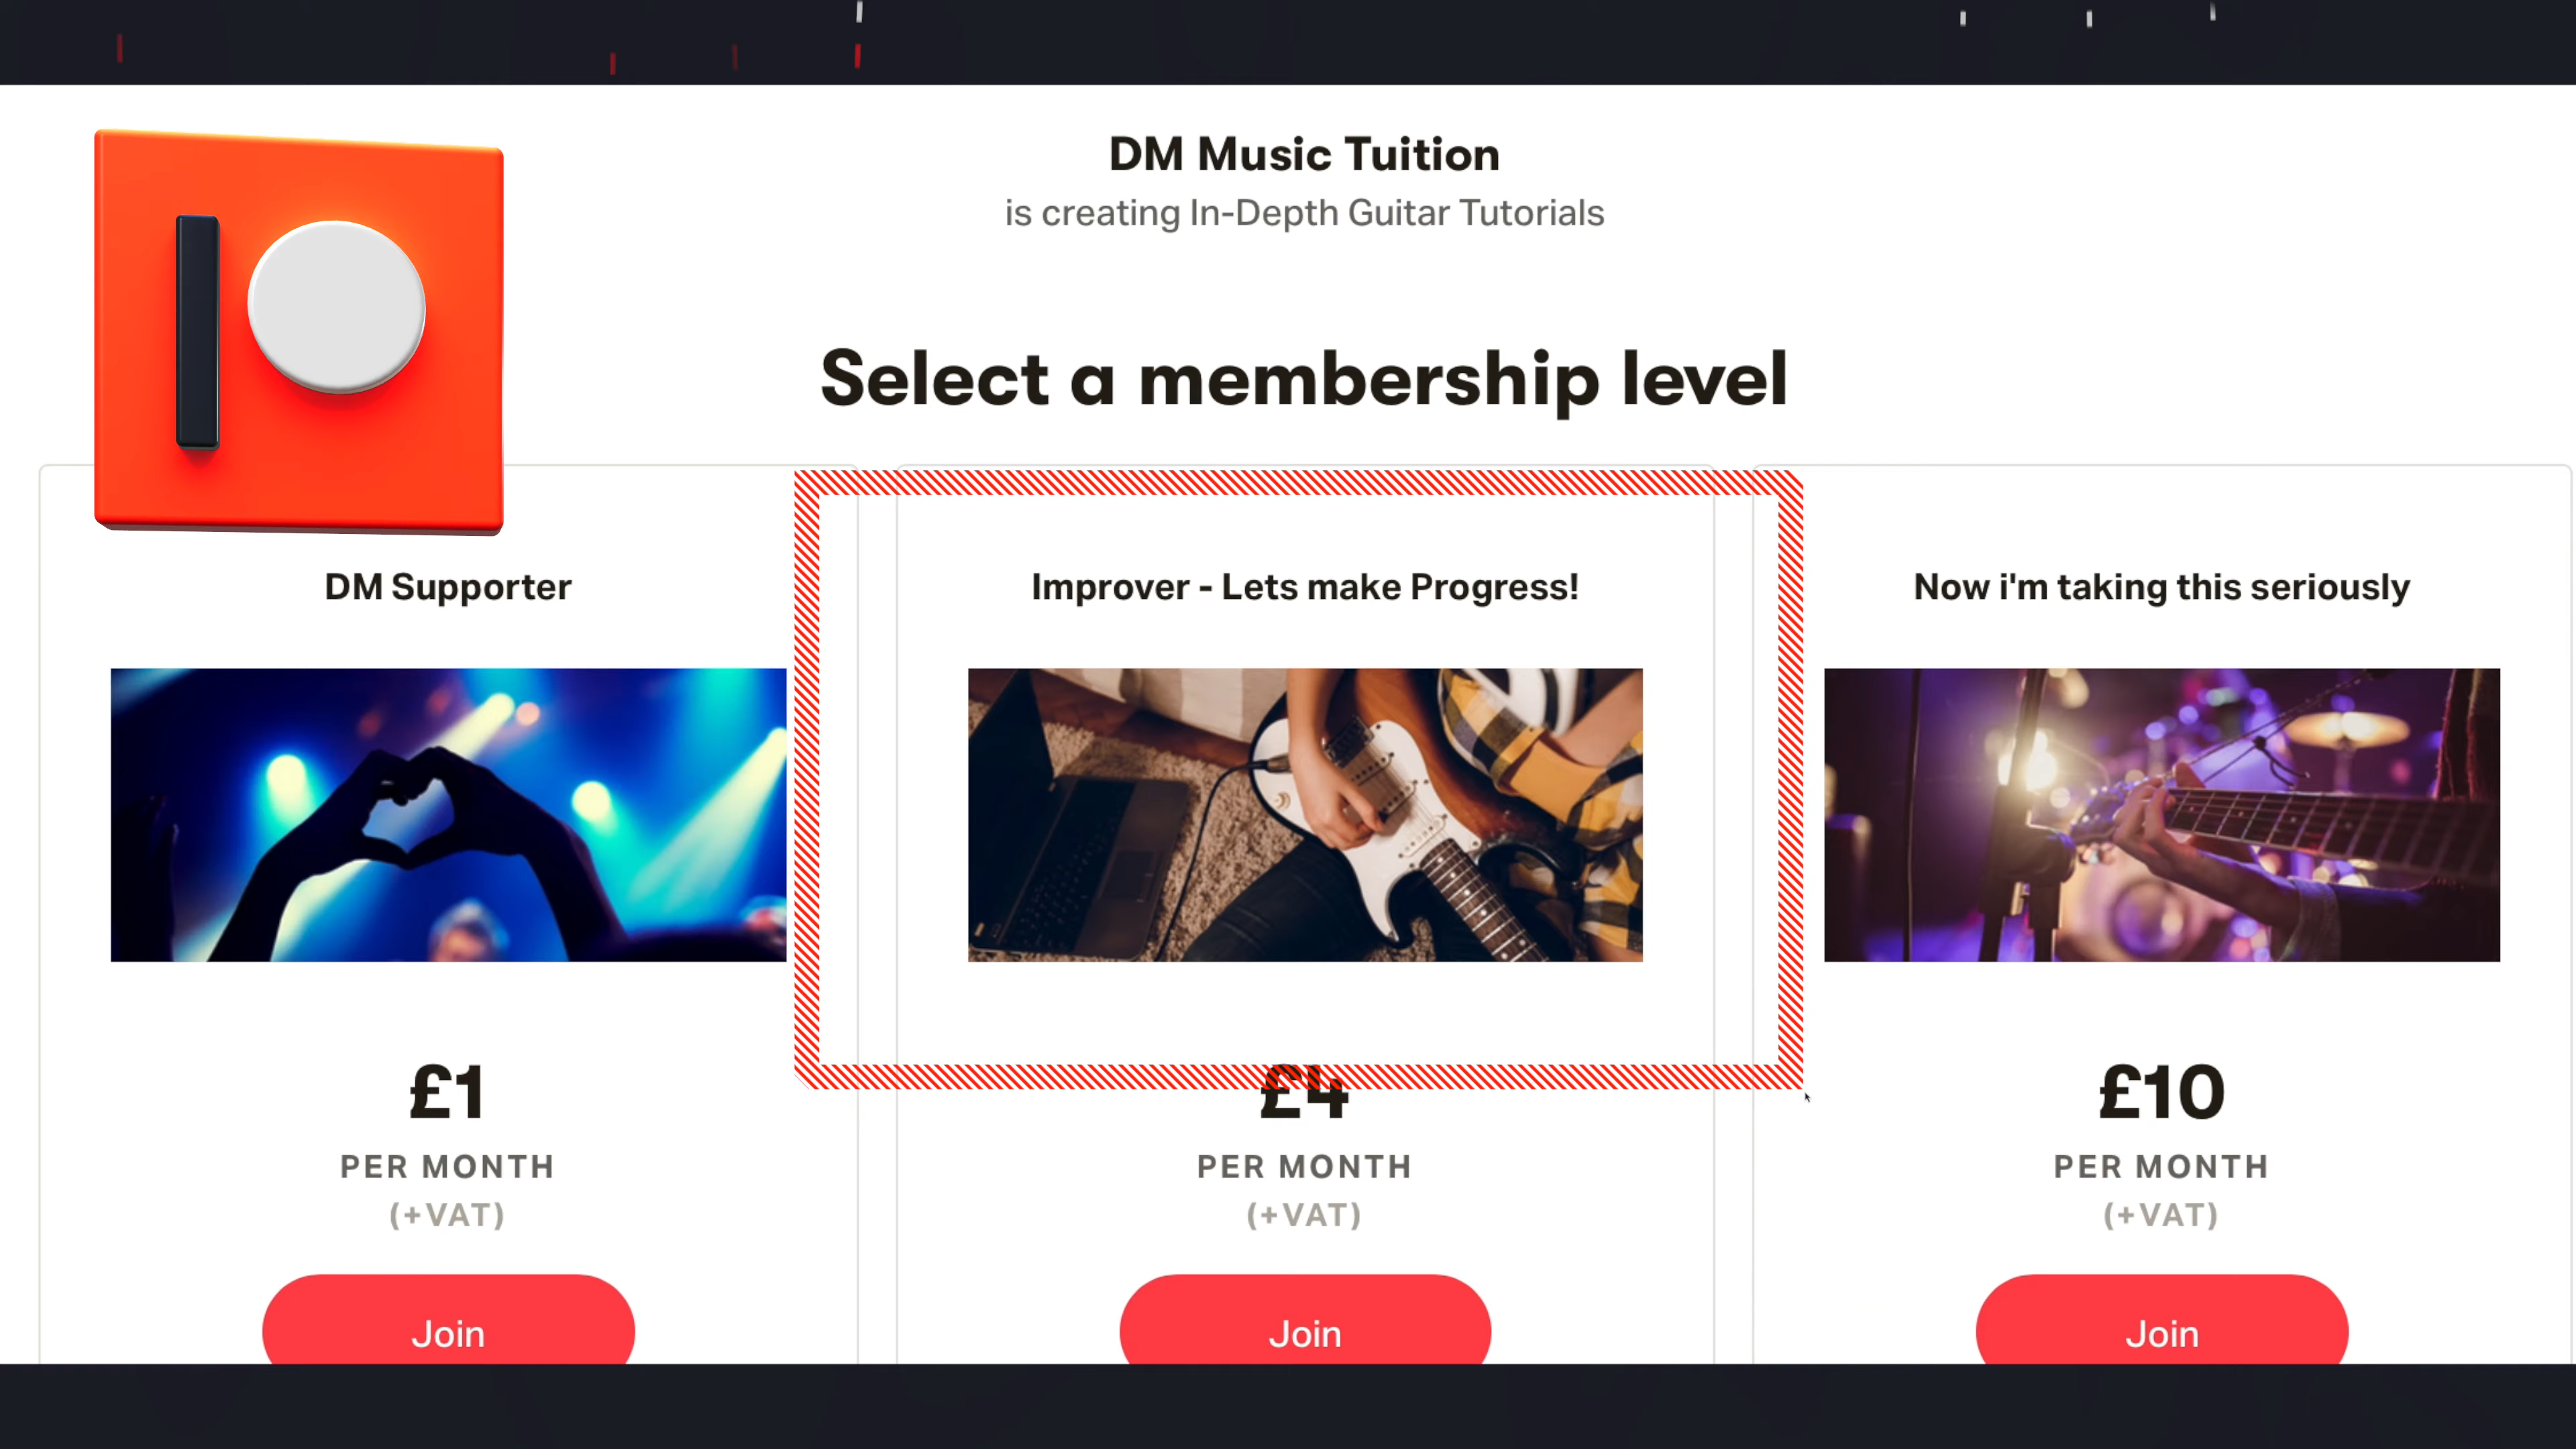 DM Music Tuition
is creating In-Depth Guitar Tutorials
Select a membership level
DM Supporter
£1
PER MONTH
(+VAT)
Join
Improver - Lets make Progress!
£4
PER MONTH
(+VAT)
Join
Now i'm taking this seriously
£10
PER MONTH
(+VAT)
Join